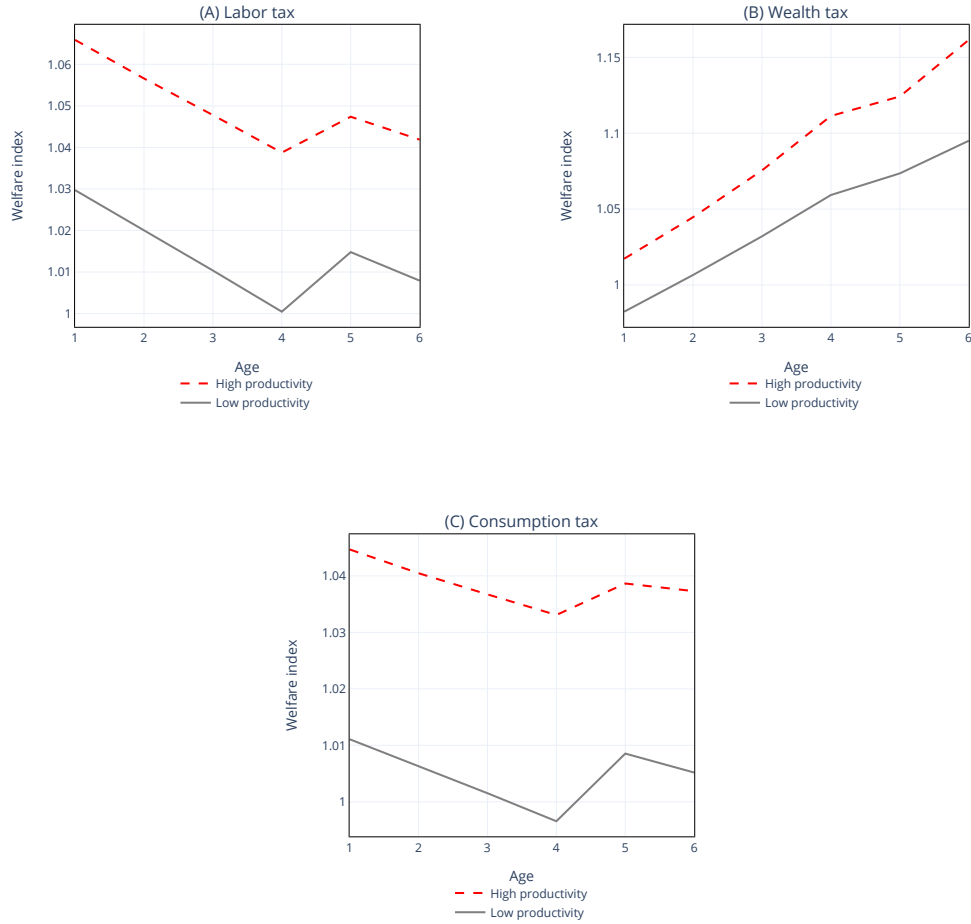 (A) Labor tax
1.06
1.05
1.04
1.03
1.02
1.01
1
Welfare index
1 2 3 4 5 6
Age
High productivity
Low productivity
(B) Wealth tax
1.15
1.1
1.05
1
Welfare index
1 2 3 4 5 6
Age
High productivity
Low productivity
(C) Consumption tax
1.04
1.03
1.02
1.01
1
Welfare index
1 2 3 4 5 6
Age
High productivity
Low productivity